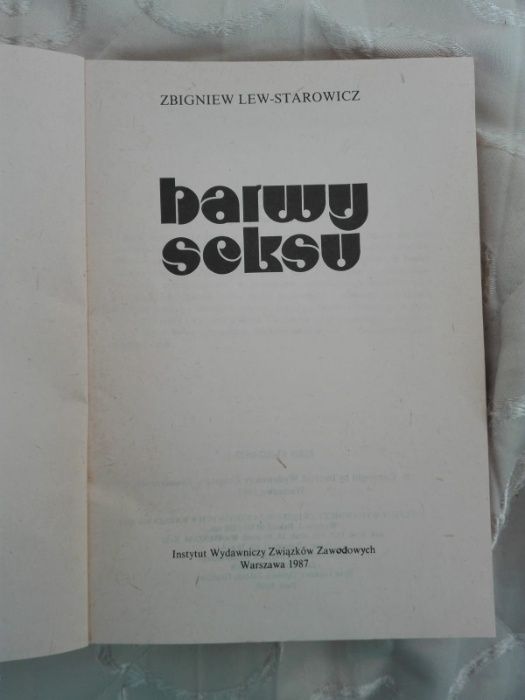 ZBIGNIEW LEW-STAROWICZ
barwy
seksu
Instytut Wydawniczy Związków Zawodowych
Warszawa 1987